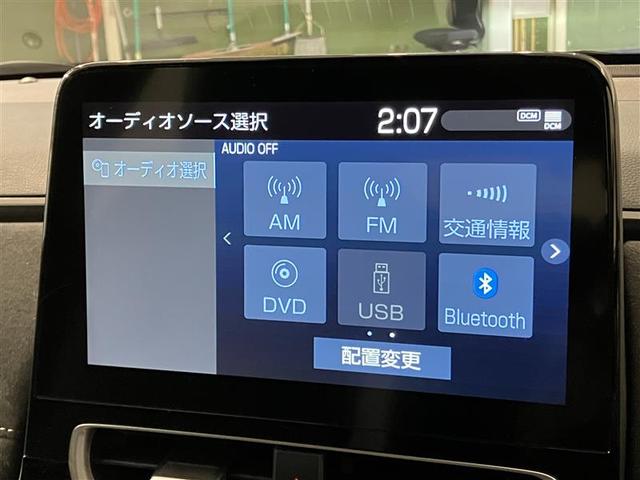 オーディオソース選択
2:07
DCM
DCM
オーディオ選択
AUDIO OFF
AM
FM
交通情報
DVD
USB
Bluetooth
配置変更